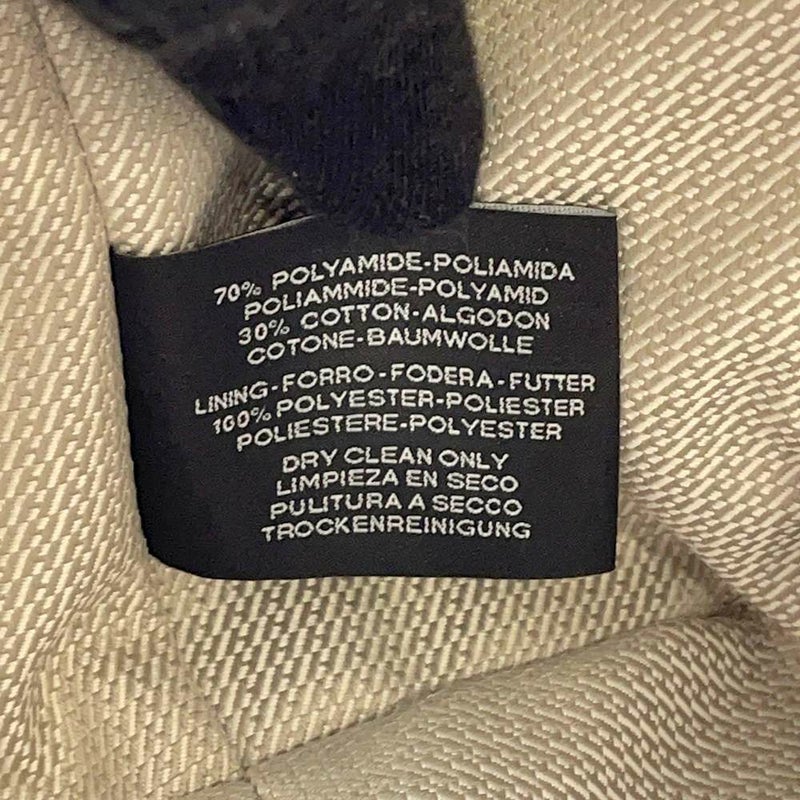 70% POLYAMIDE-POLIAMIDA
POLIAMMIDE-POLYAMID
30% COTTON-ALGODON
COTONE-BAUMWOLLE
LINING-FORRO-FODERA-FUTTER
100% POLYESTER-POLIESTER
POLIESTERE-POLYESTER
DRY CLEAN ONLY
LIMPIEZA EN SECO
PULITURA A SECCO
TROCKENREINIGUNG